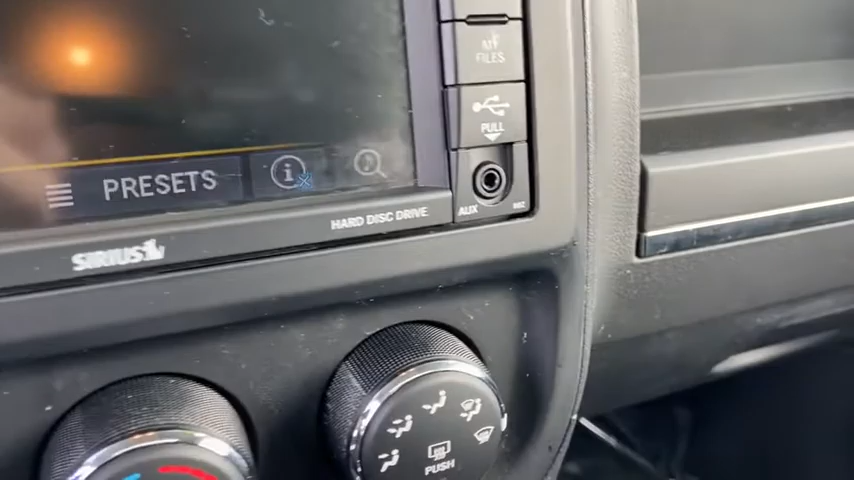 MY
FILES
PULL
PRESETS
i
HARD DISC DRIVE
AUX
SIRIUS
PUSH